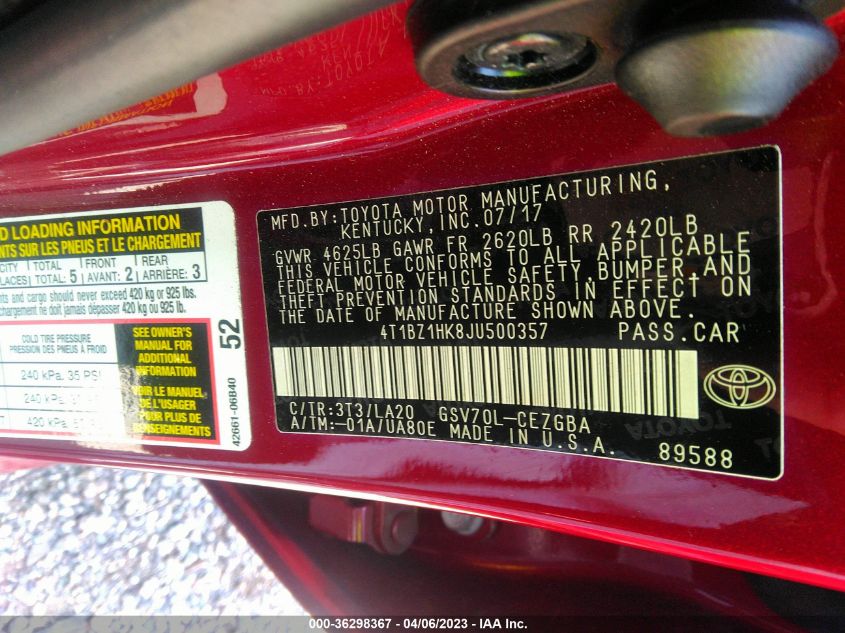 MFD.BY:TOYOTA MOTOR MANUFACTURING,
KENTUCKY, INC.07/17
GVWR 4625LB GAWR FR 2620LB RR 2420LB
THIS VEHICLE CONFORMS TO ALL APPLICABLE
FEDERAL MOTOR VEHICLE SAFETY, BUMPER, AND
THEFT PREVENTION STANDARDS IN EFFECT ON
THE DATE OF MANUFACTURE SHOWN ABOVE.
4T1BZ1HK8JU500357 PASS.CAR
C/TR:3T3/LA20 GSV70L-CEZGBA
A/TM:-01A/UA80E MADE IN U.S.A.
89588
TOYOTA
LOADING INFORMATION
SUR LES PNEUS ET LE CHARGEMENT
TOTAL FRONT REAR
TOTAL: 5 AVANT: 2 ARRIÈRE: 3
and cargo should never exceed 420 kg or 925 lbs.
chargement ne doit jamais dépasser 420 kg ou 925 lb.
COLD TIRE PRESSURE
PRESSION DES PNEUS À FROID
240 kPa, 35 PSI
240 kPa,
420 kPa,
SEE OWNER'S
MANUAL FOR
ADDITIONAL
INFORMATION
VOIR LE MANUEL
DE L'USAGER
POUR PLUS DE
RENSEIGNEMENTS
52
42661-06B40
000-36298367 - 04/06/2023 - IAA Inc.